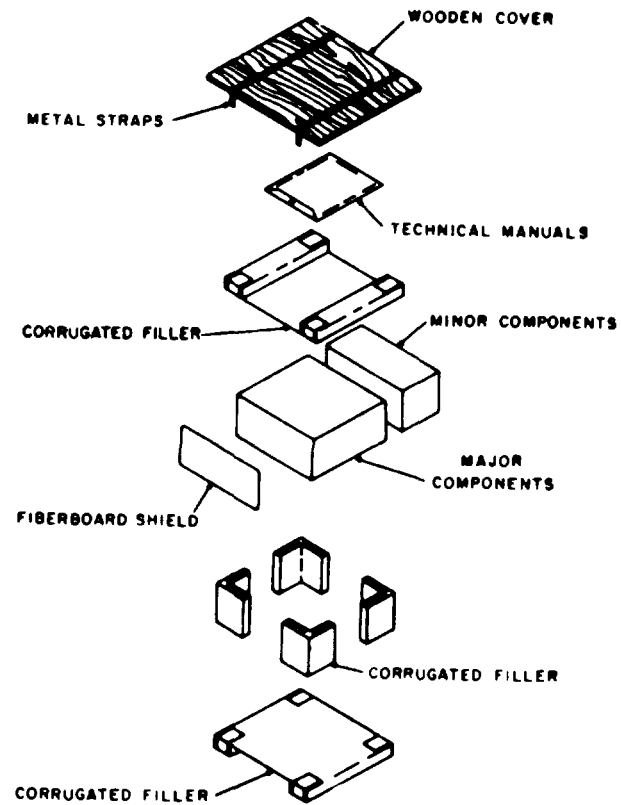 WOODEN COVER
METAL STRAPS
TECHNICAL MANUALS
CORRUGATED FILLER
MINOR COMPONENTS
MAJOR
COMPONENTS
FIBERBOARD SHIELD
CORRUGATED FILLER
CORRUGATED FILLER